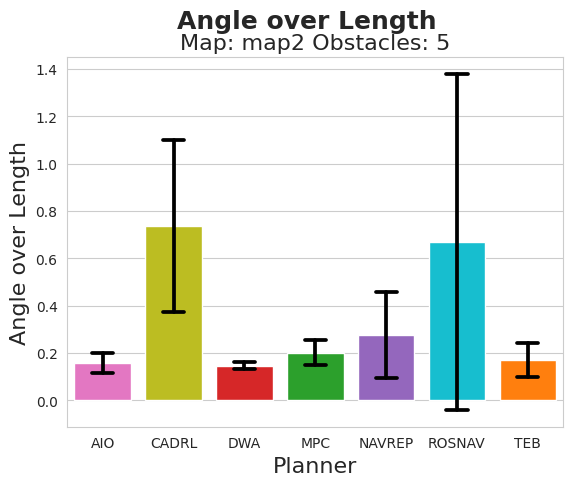 Angle over Length
Map: map2 Obstacles: 5
Angle over Length
1.4
1.2
1.0
0.8
0.6
0.4
0.2
0.0
AIO CADRL DWA MPC NAVREP ROSNAV TEB
Planner